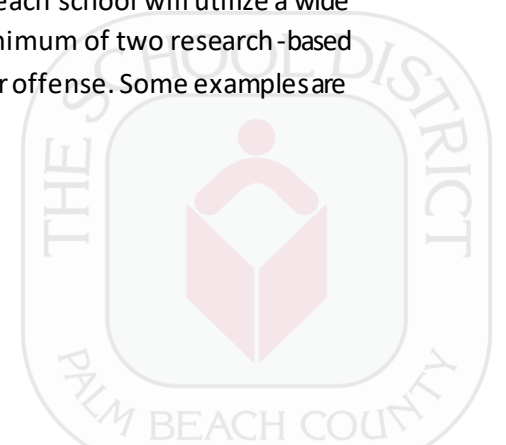 each school will utilize a wide
nimum of two research-based
r offense. Some examples are
THE SCHOOL DISTRICT
PALM BEACH COUNTY